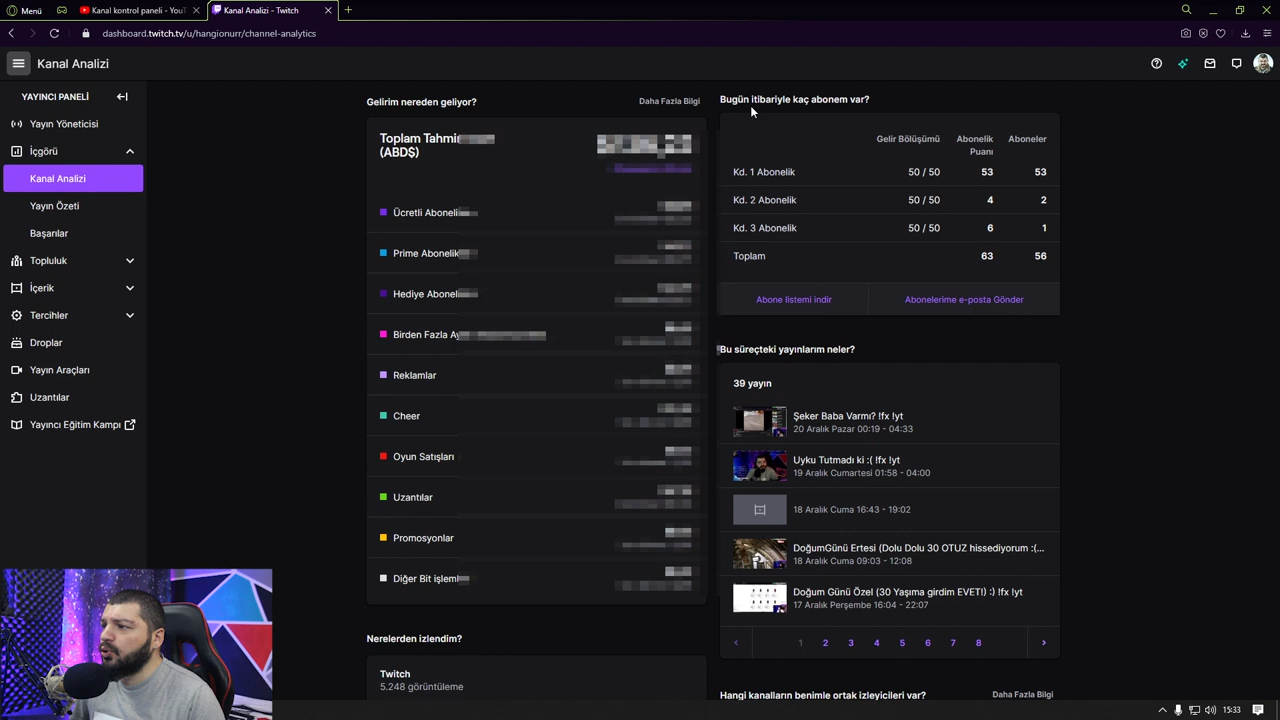 Menü
Kanal kontrol paneli - YouT
Kanal Analizi - Twitch
dashboard.twitch.tv/u/hangionurr/channel-analytics
Kanal Analizi
YAYINCI PANELİ
Yayın Yöneticisi
İçgörü
Kanal Analizi
Yayın Özeti
Başarılar
Topluluk
İçerik
Tercihler
Droplar
Yayın Araçları
Uzantılar
Yayıncı Eğitim Kampı
Gelirim nereden geliyor?
Daha Fazla Bilgi
Toplam
(ABD$)
Ücretli
Prime Abonelik
Hediye
Birden Fazla
Reklamlar
Cheer
Oyun Satışları
Uzantılar
Promosyonlar
Diğer Bit
Nerelerden izlendim?
Twitch
5.248 görüntüleme
Bugün itibariyle kaç abonem var?
Gelir Bölüşümü Abonelik Puanı Aboneler
Kd. 1 Abonelik 50 / 50 53 53
Kd. 2 Abonelik 50 / 50 4 2
Kd. 3 Abonelik 50 / 50 6 1
Toplam 63 56
Abone listemi indir
Abonelerime e-posta Gönder
Bu süreçteki yayınlarım neler?
39 yayın
Şeker Baba Varmı? !fx !yt
20 Aralık Pazar 00:19 - 04:33
Uyku Tutmadı ki :( !fx !yt
19 Aralık Cumartesi 01:58 - 04:00
18 Aralık Cuma 16:43 - 19:02
DoğumGünü Ertesi (Dolu Dolu 30 OTUZ hissediyorum :(...
18 Aralık Cuma 09:03 - 12:08
Doğum Günü Özel (30 Yaşıma girdim EVET!) :) !fx !yt
17 Aralık Perşembe 16:04 - 22:07
1 2 3 4 5 6 7 8
Hangi kanalların benimle ortak izleyicileri var?
Daha Fazla Bilgi
15:33